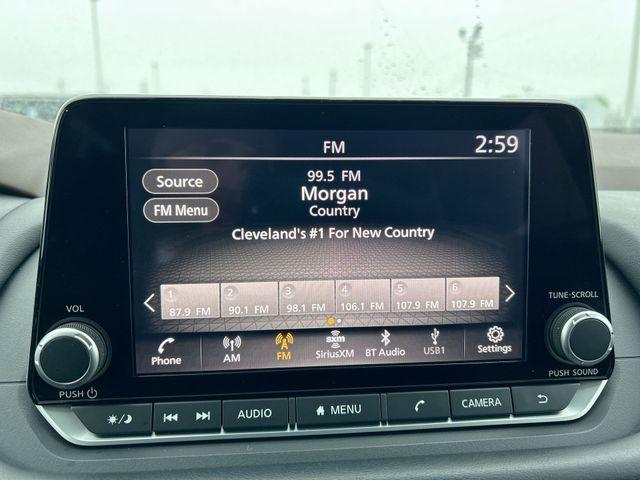 FM
2:59
Source
FM Menu
99.5 FM
Morgan
Country
Cleveland's #1 For New Country
1 2 3 4 5 6
87.9 FM 90.1 FM 98.1 FM 106.1 FM 107.9 FM 107.9 FM
Phone AM FM sxm SiriusXM BT Audio USB1 Settings
VOL
PUSH
TUNE·SCROLL
PUSH SOUND
AUDIO MENU CAMERA